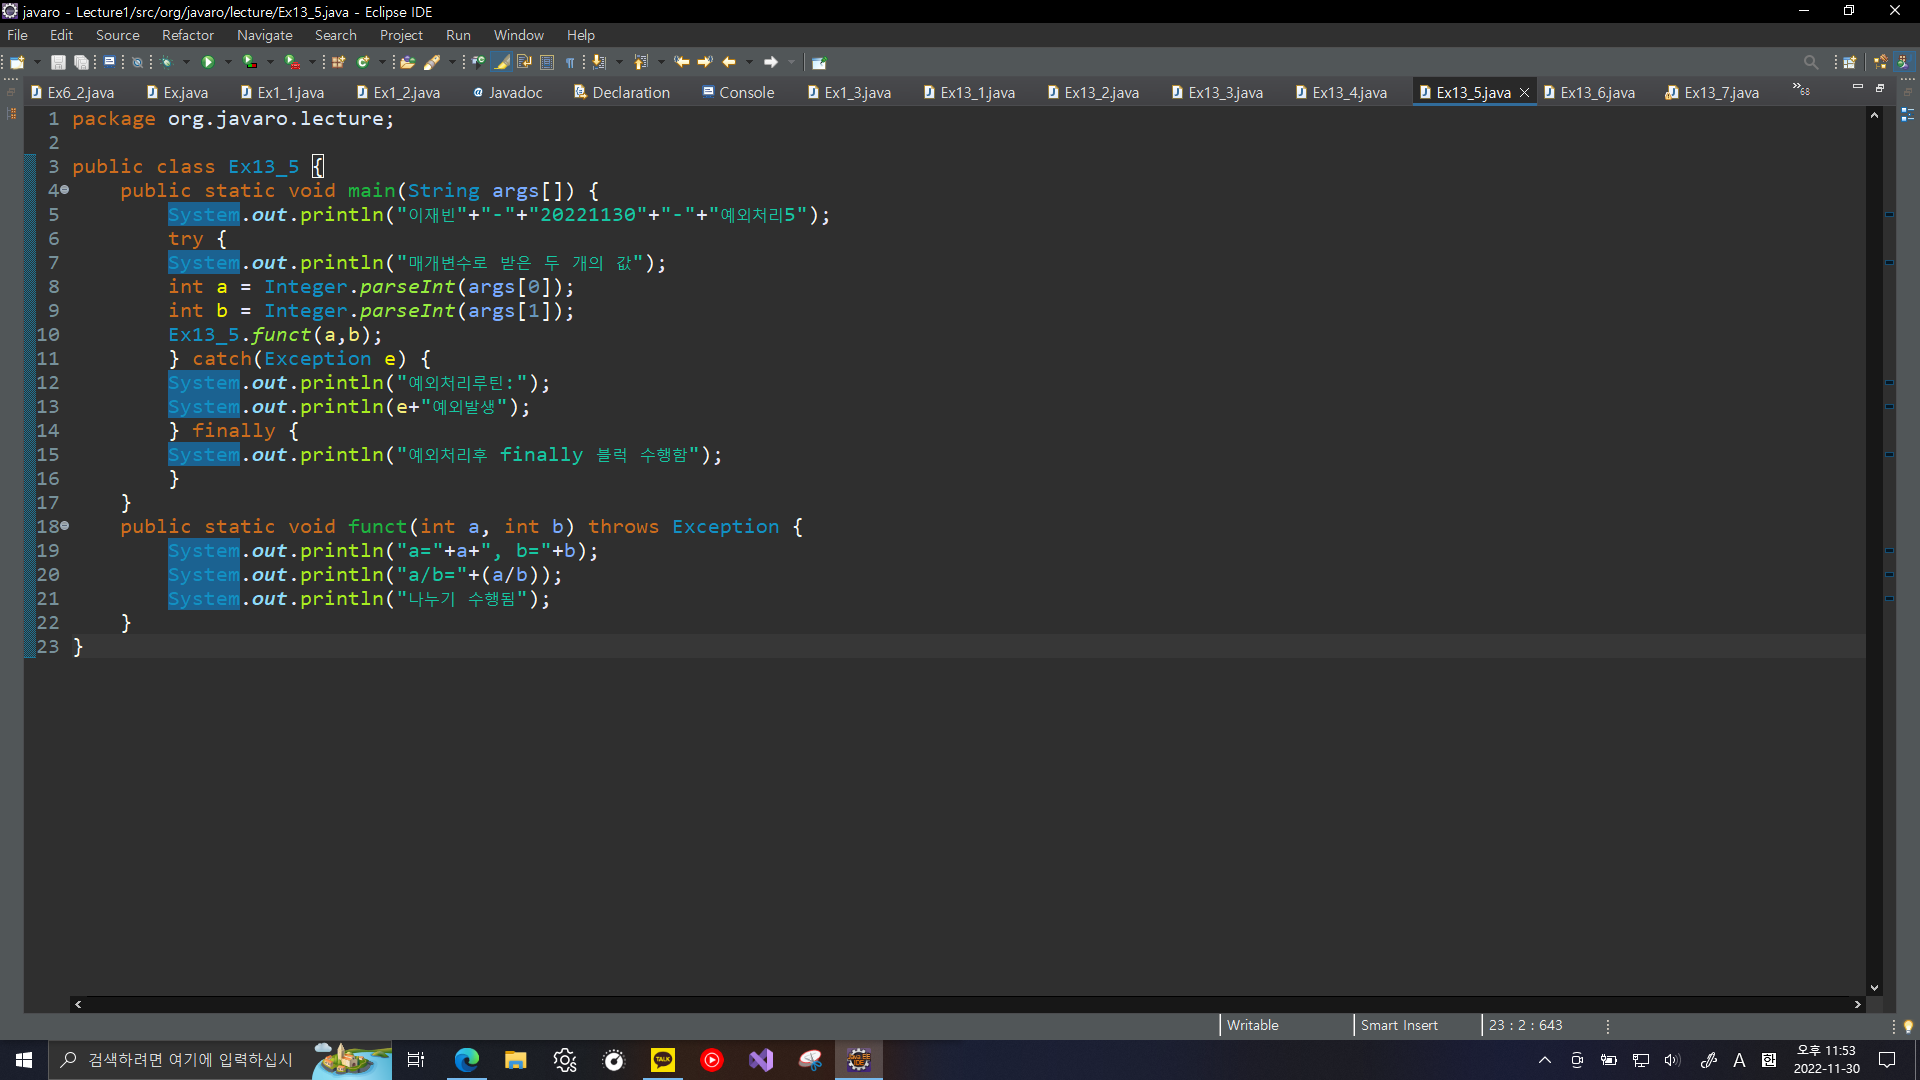 javaro - Lecture1/src/org/javaro/lecture/Ex13_5.java - Eclipse IDE
File Edit Source Refactor Navigate Search Project Run Window Help
Ex6_2.java Ex.java Ex1_1.java Ex1_2.java Javadoc Declaration Console Ex1_3.java Ex13_1.java Ex13_2.java Ex13_3.java Ex13_4.java Ex13_5.java Ex13_6.java Ex13_7.java »68
1 package org.javaro.lecture;
2
3 public class Ex13_5 {
4 public static void main(String args[]) {
5 System.out.println("이재빈"+"-"+"20221130"+"-"+"예외처리5");
6 try {
7 System.out.println("매개변수로 받은 두 개의 값");
8 int a = Integer.parseInt(args[0]);
9 int b = Integer.parseInt(args[1]);
10 Ex13_5.funct(a,b);
11 } catch(Exception e) {
12 System.out.println("예외처리루틴:");
13 System.out.println(e+"예외발생");
14 } finally {
15 System.out.println("예외처리후 finally 블럭 수행함");
16 }
17 }
18 public static void funct(int a, int b) throws Exception {
19 System.out.println("a="+a+", b="+b);
20 System.out.println("a/b="+(a/b));
21 System.out.println("나누기 수행됨");
22 }
23 }
Writable Smart Insert 23 : 2 : 643
검색하려면 여기에 입력하십시
TALK
A
오후 11:53
2022-11-30